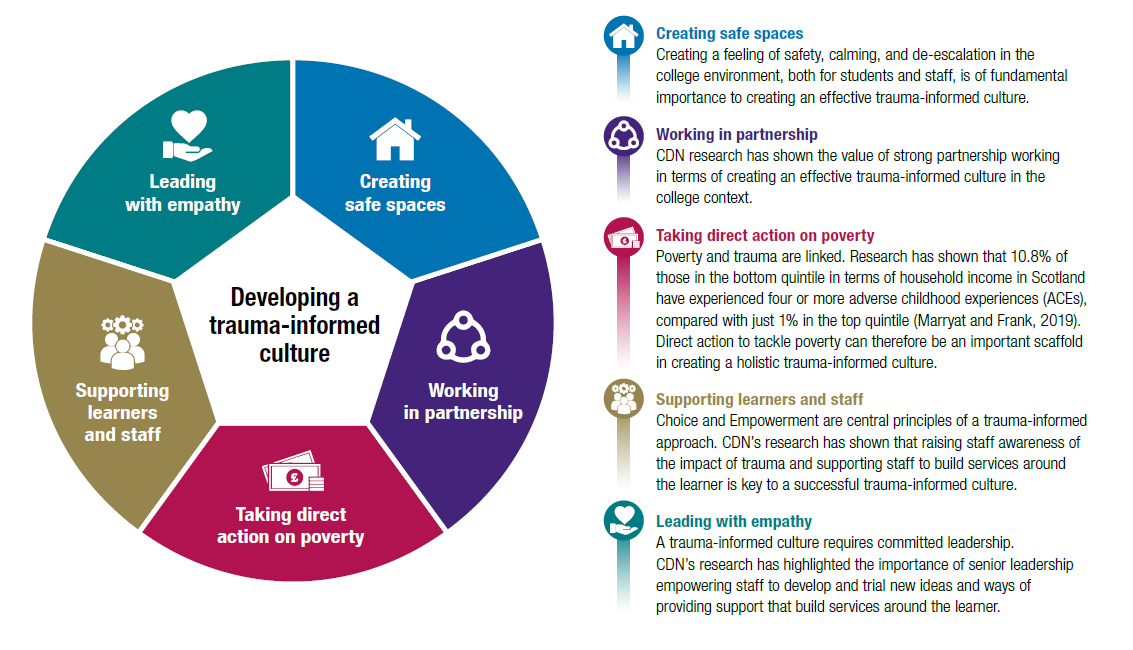 Leading
with empathy
Creating
safe spaces
Developing a
trauma-informed
culture
Supporting
learners
and staff
Working
in partnership
£
Taking direct
action on poverty
Creating safe spaces
Creating a feeling of safety, calming, and de-escalation in the
college environment, both for students and staff, is of fundamental
importance to creating an effective trauma-informed culture.
Working in partnership
CDN research has shown the value of strong partnership working
in terms of creating an effective trauma-informed culture in the
college context.
£
Taking direct action on poverty
Poverty and trauma are linked. Research has shown that 10.8% of
those in the bottom quintile in terms of household income in Scotland
have experienced four or more adverse childhood experiences (ACEs),
compared with just 1% in the top quintile (Marryat and Frank, 2019).
Direct action to tackle poverty can therefore be an important scaffold
in creating a holistic trauma-informed culture.
Supporting learners and staff
Choice and Empowerment are central principles of a trauma-informed
approach. CDN's research has shown that raising staff awareness of
the impact of trauma and supporting staff to build services around
the learner is key to a successful trauma-informed culture.
Leading with empathy
A trauma-informed culture requires committed leadership.
CDN's research has highlighted the importance of senior leadership
empowering staff to develop and trial new ideas and ways of
providing support that build services around the learner.